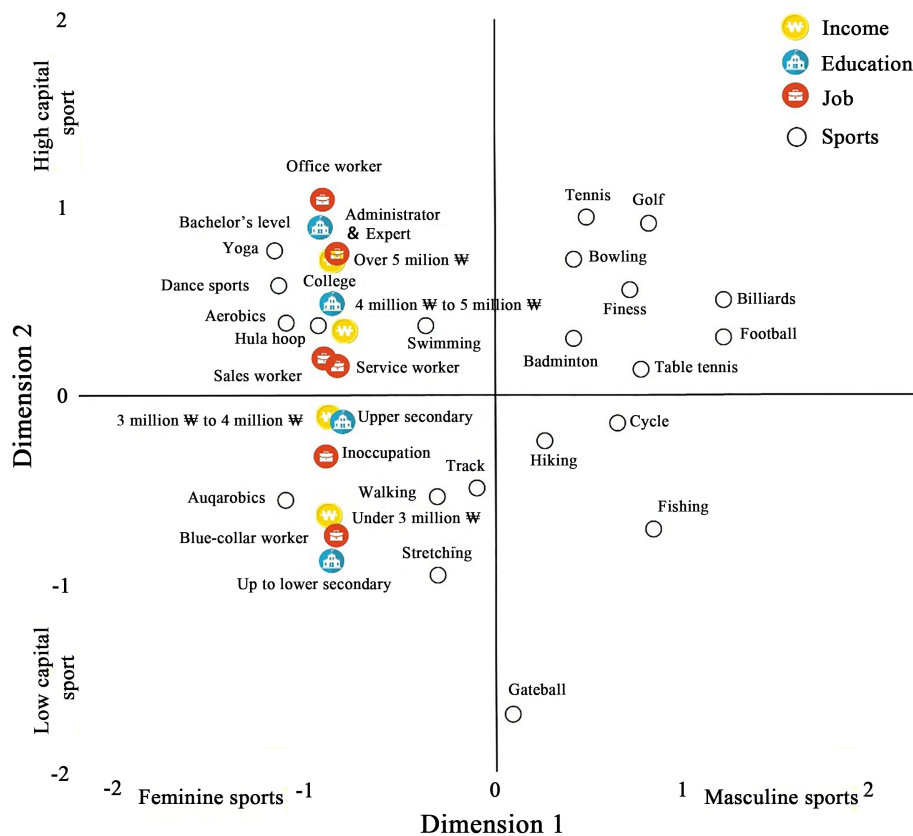 2
Income
Education
Job
Sports
High capital
sport
Office worker
1
Tennis
Golf
Bachelor's level
Administrator
& Expert
Yoga
Over 5 milion ₩
Bowling
Dance sports
College
4 million ₩ to 5 million ₩
Finess
Billiards
Aerobics
Hula hoop
Swimming
Football
Badminton
Table tennis
Sales worker
Service worker
Dimension 2
0
3 million ₩ to 4 million ₩
Upper secondary
Cycle
Inoccupation
Hiking
Track
Auqarobics
Walking
Fishing
Under 3 million ₩
Blue-collar worker
Stretching
Up to lower secondary
-1
Low capital
sport
Gateball
-2
-2
Feminine sports
-1
0
1
Masculine sports
2
Dimension 1